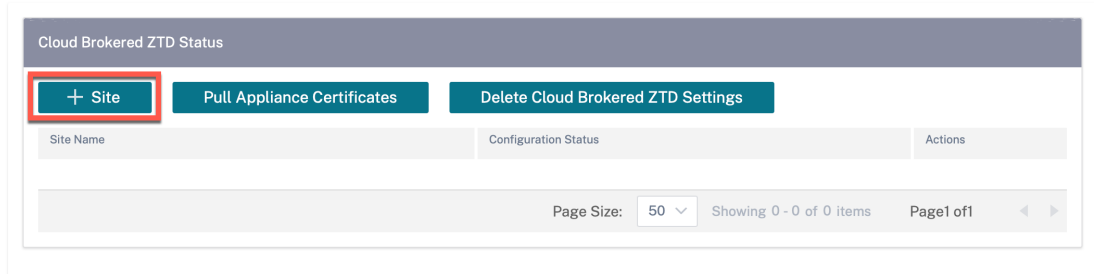 Cloud Brokered ZTD Status
+ Site Pull Appliance Certificates Delete Cloud Brokered ZTD Settings
Site Name Configuration Status Actions
Page Size: 50 Showing 0 - 0 of 0 items Page1 of1